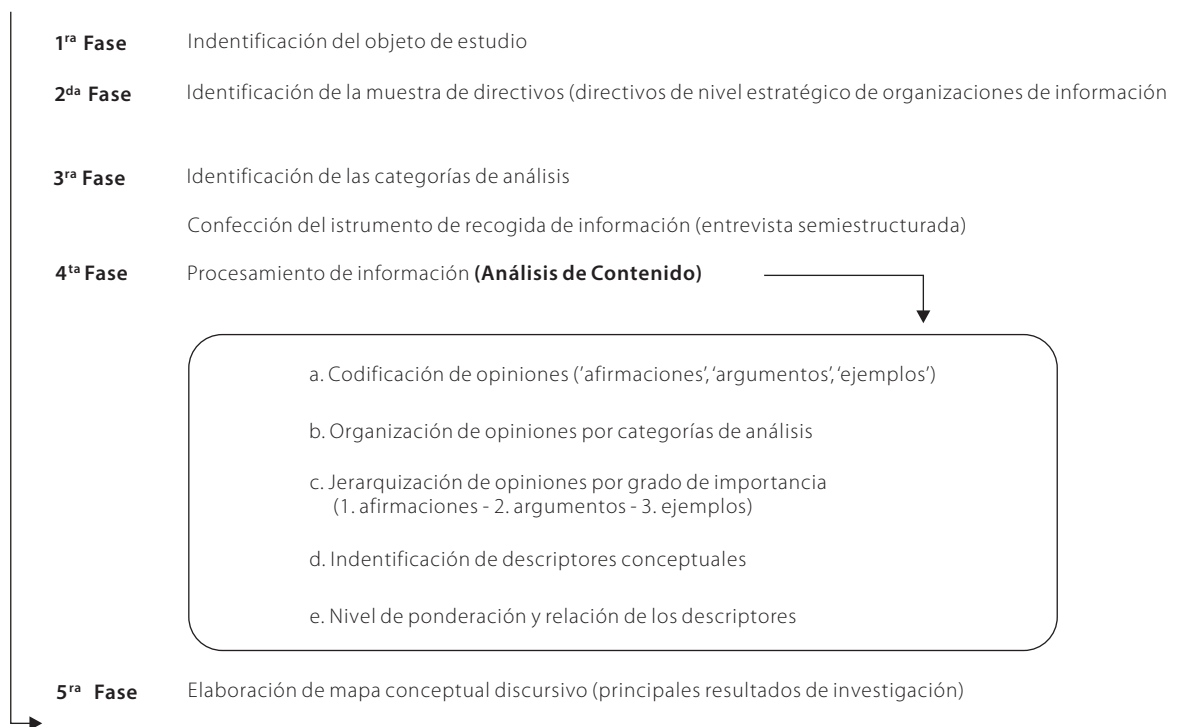 1ra Fase Indentificación del objeto de estudio
2da Fase Identificación de la muestra de directivos (directivos de nivel estratégico de organizaciones de información
3ra Fase Identificación de las categorías de análisis
Confección del istrumento de recogida de información (entrevista semiestructurada)
4ta Fase Procesamiento de información (Análisis de Contenido)
a. Codificación de opiniones ('afirmaciones', 'argumentos', 'ejemplos')
b. Organización de opiniones por categorías de análisis
c. Jerarquización de opiniones por grado de importancia
(1. afirmaciones - 2. argumentos - 3. ejemplos)
d. Indentificación de descriptores conceptuales
e. Nivel de ponderación y relación de los descriptores
5ra Fase Elaboración de mapa conceptual discursivo (principales resultados de investigación)